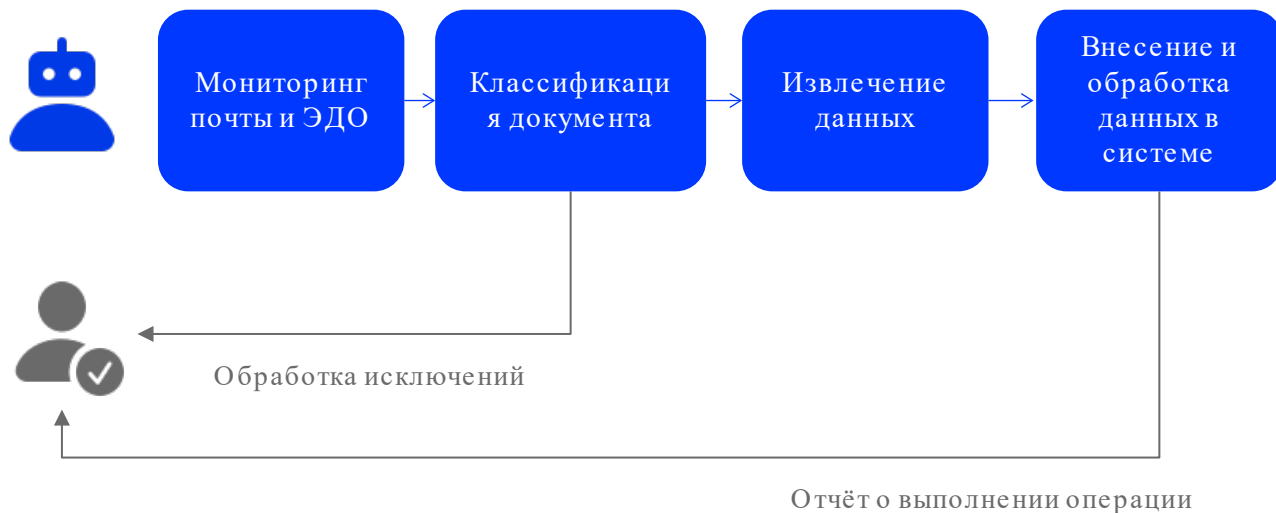 Мониторинг
почты и ЭДО
Классификаци
я документа
Извлечение
данных
Внесение и
обработка
данных в
системе
Обработка исключений
Отчёт о выполнении операции